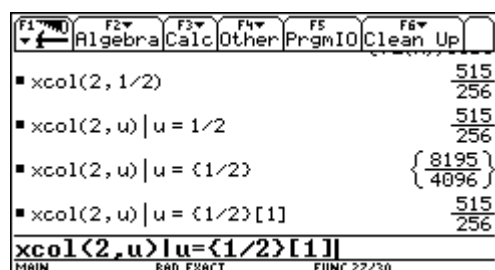 F1 F2 F3 F4 F5 F6
Algebra Calc Other PrgmIO Clean Up
▪ xcol(2,1/2) 515/256
▪ xcol(2,u)|u = 1/2 515/256
▪ xcol(2,u)|u = {1/2} {8195/4096}
▪ xcol(2,u)|u = {1/2}[1] 515/256
xcol(2,u)|u={1/2}[1]
MAIN RAD EXACT FUNC 27/30